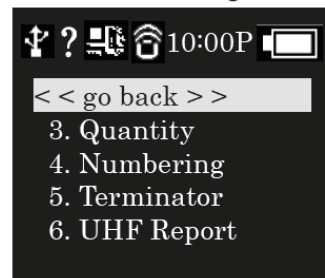 ? 10:00P
< < go back > >
3. Quantity
4. Numbering
5. Terminator
6. UHF Report